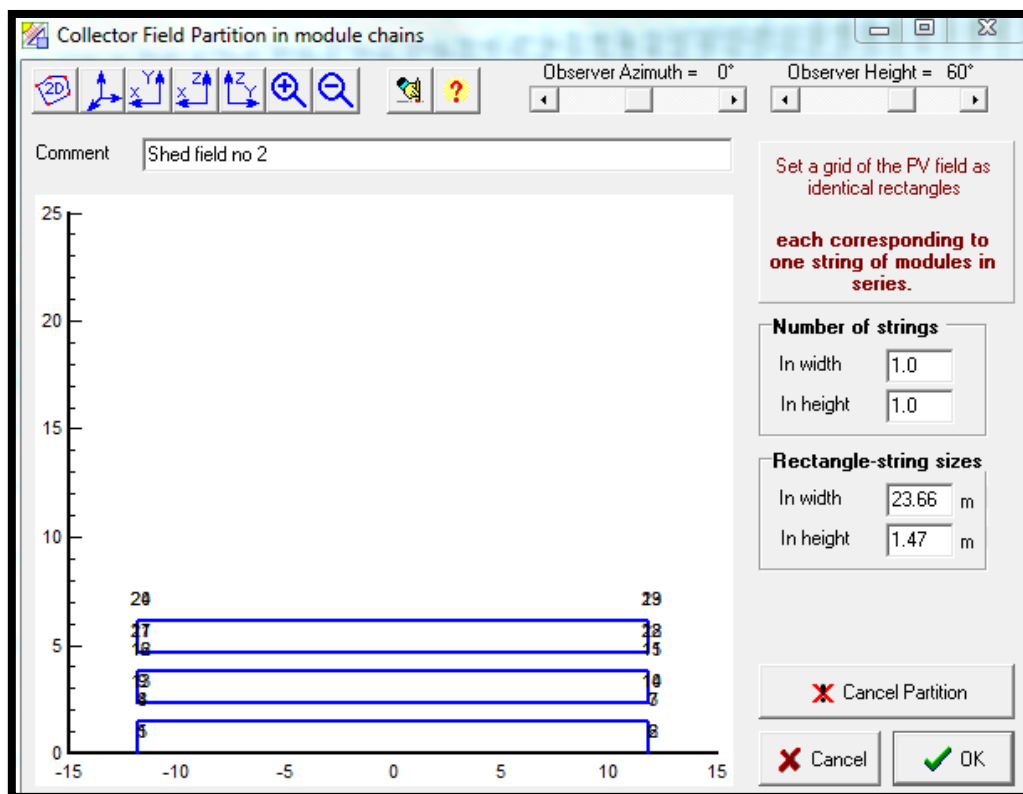 Collector Field Partition in module chains
2D
Y
X
Z
X
Z
Y
?
Observer Azimuth = 0°
Observer Height = 60°
Comment
Shed field no 2
Set a grid of the PV field as
identical rectangles
each corresponding to
one string of modules in
series.
Number of strings
In width 1.0
In height 1.0
Rectangle-string sizes
In width 23.66 m
In height 1.47 m
Cancel Partition
Cancel
OK
25
20
15
10
5
0
-15 -10 -5 0 5 10 15